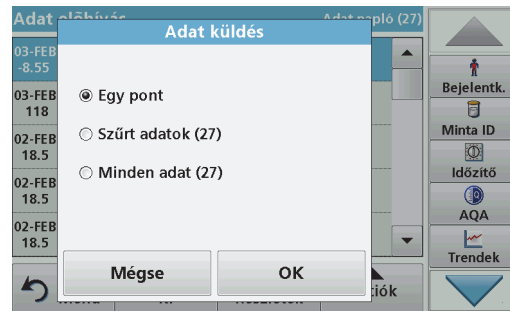 Adat előhívás
Adat napló (27)
Adat küldés
03-FEB
-8.55
03-FEB
118
02-FEB
18.5
02-FEB
18.5
02-FEB
18.5
Egy pont
Szűrt adatok (27)
Minden adat (27)
Mégse
OK
Bejelentk.
Minta ID
Időzítő
AQA
Trendek